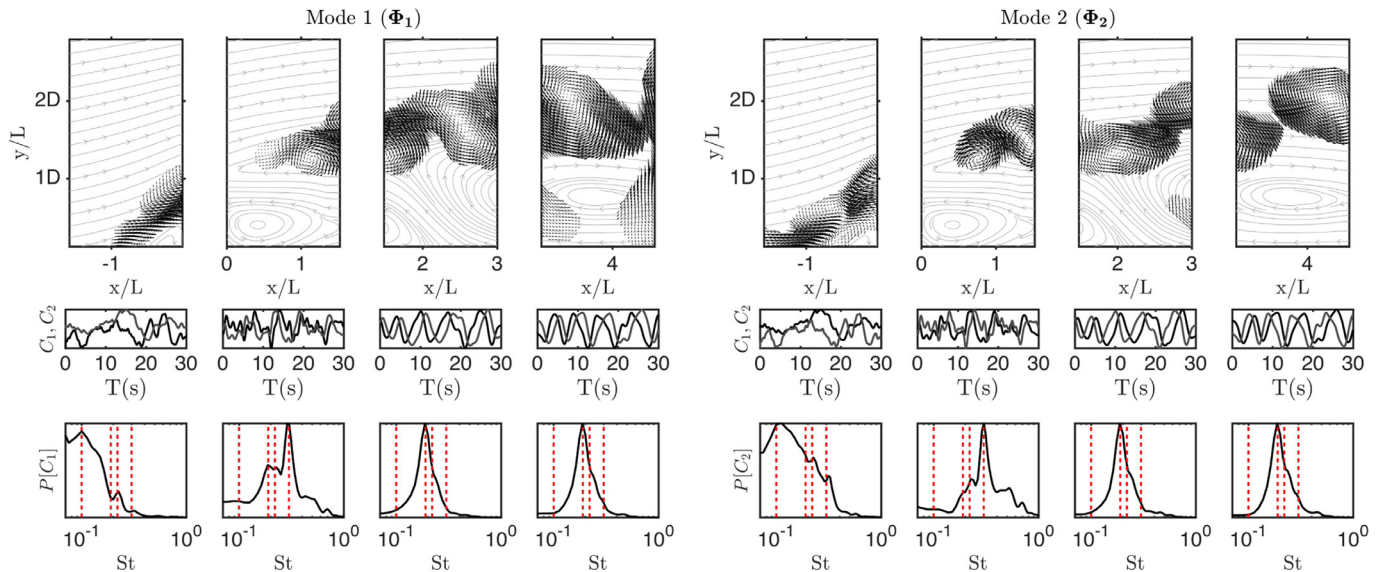 Mode 1 (Φ₁) Mode 2 (Φ₂)
y/L 2D 1D y/L 2D 1D
-1 0 1 2 3 4 -1 0 1 2 3 4
x/L x/L x/L x/L x/L x/L x/L x/L
C₁, C₂ C₁, C₂
0 10 20 30 0 10 20 30 0 10 20 30 0 10 20 30 0 10 20 30 0 10 20 30 0 10 20 30 0 10 20 30
T(s) T(s) T(s) T(s) T(s) T(s) T(s) T(s)
P[C₁] P[C₂]
10⁻¹ 10⁰ 10⁻¹ 10⁰ 10⁻¹ 10⁰ 10⁻¹ 10⁰ 10⁻¹ 10⁰ 10⁻¹ 10⁰ 10⁻¹ 10⁰ 10⁻¹ 10⁰
St St St St St St St St